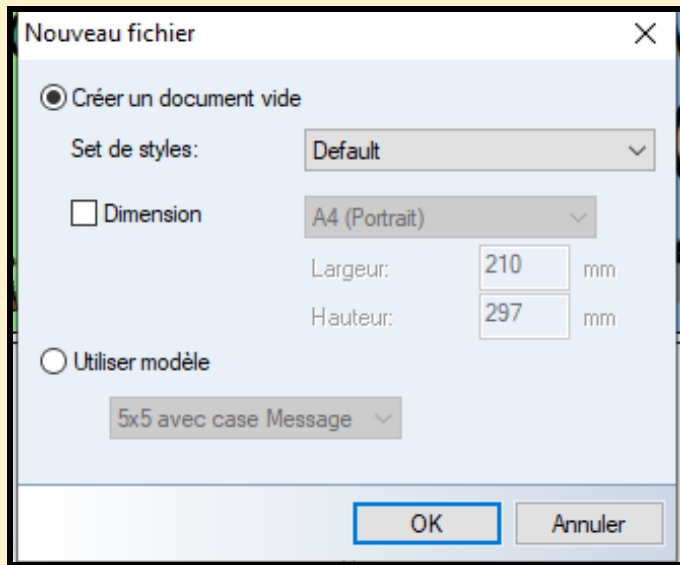 Nouveau fichier
Créer un document vide
Set de styles: Default
Dimension A4 (Portrait)
Largeur: 210 mm
Hauteur: 297 mm
Utiliser modèle
5x5 avec case Message
OK Annuler